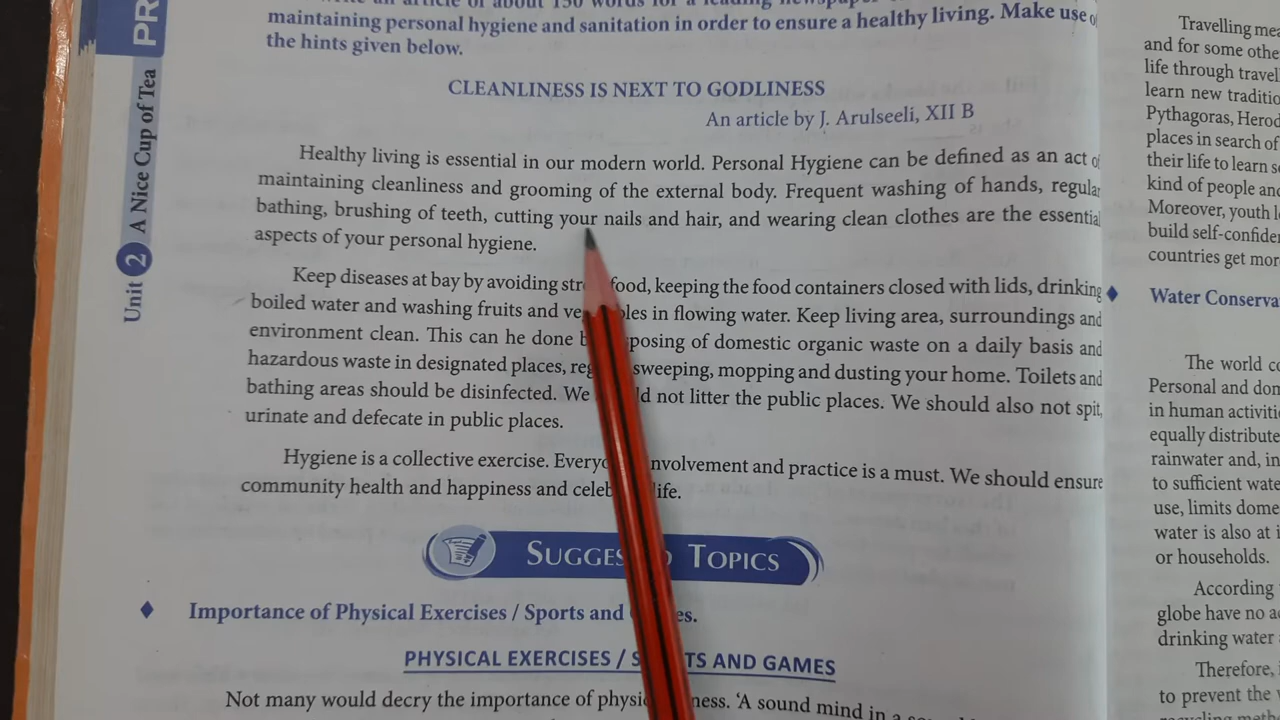 maintaining personal hygiene and sanitation in order to ensure a healthy living. Make use
the hints given below.
CLEANLINESS IS NEXT TO GODLINESS
An article by J. Arulseeli, XII B
Healthy living is essential in our modern world. Personal Hygiene can be defined as an act of
maintaining cleanliness and grooming of the external body. Frequent washing of hands, regular
bathing, brushing of teeth, cutting your nails and hair, and wearing clean clothes are the essential
aspects of your personal hygiene.
Keep diseases at bay by avoiding food, keeping the food containers closed with lids, drinking
boiled water and washing fruits and in flowing water. Keep living area, surroundings and
environment clean. This can he done posing of domestic organic waste on a daily basis and
hazardous waste in designated places, sweeping, mopping and dusting your home. Toilets and
bathing areas should be disinfected. We not litter the public places. We should also not spit,
urinate and defecate in public places.
Hygiene is a collective exercise. nvolvement and practice is a must. We should ensure
community health and happiness and life.
SUGGES TOPICS
Importance of Physical Exercises / Sports and
PHYSICAL EXERCISES / S TS AND GAMES
Not many would decry the importance of ness. 'A sound mind in a
PR
Unit 2 A Nice Cup of Tea
Travelling
and for some
life through
learn new
Pythagoras,
places in search of
their life to learn
kind of people
Moreover, youth
build
countries get
Water
The world
Personal and
in human
equally
rainwater and,
to sufficient
use, limits
water is also at
or households.
According
globe have no
drinking water
Therefore,
to prevent the